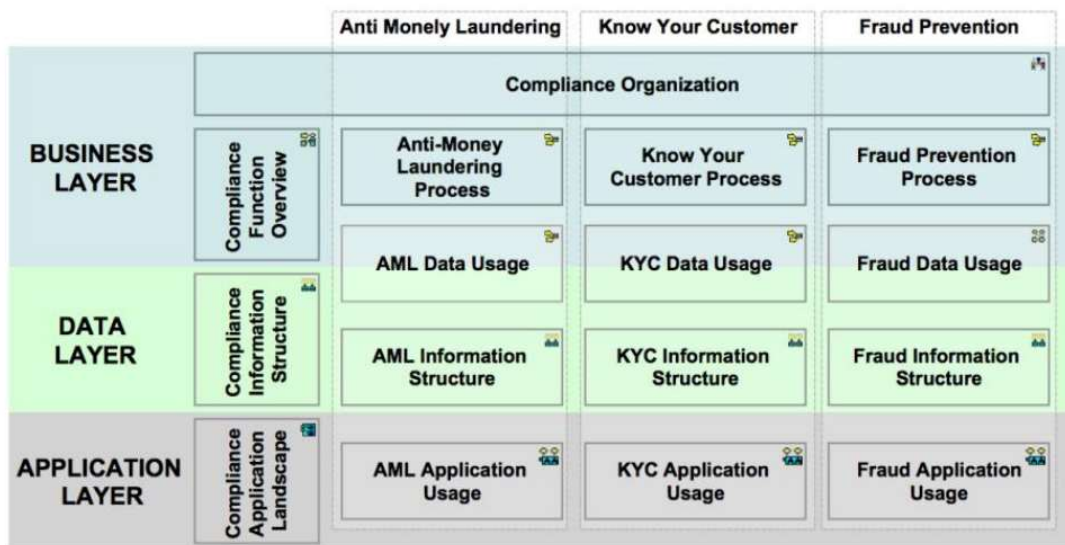 Anti Monely Laundering
Know Your Customer
Fraud Prevention
Compliance Organization
BUSINESS
LAYER
Compliance
Function
Overview
Anti-Money
Laundering
Process
Know Your
Customer Process
Fraud Prevention
Process
AML Data Usage
KYC Data Usage
Fraud Data Usage
DATA
LAYER
Compliance
Information
Structure
AML Information
Structure
KYC Information
Structure
Fraud Information
Structure
APPLICATION
LAYER
Compliance
Application
Landscape
AML Application
Usage
KYC Application
Usage
Fraud Application
Usage